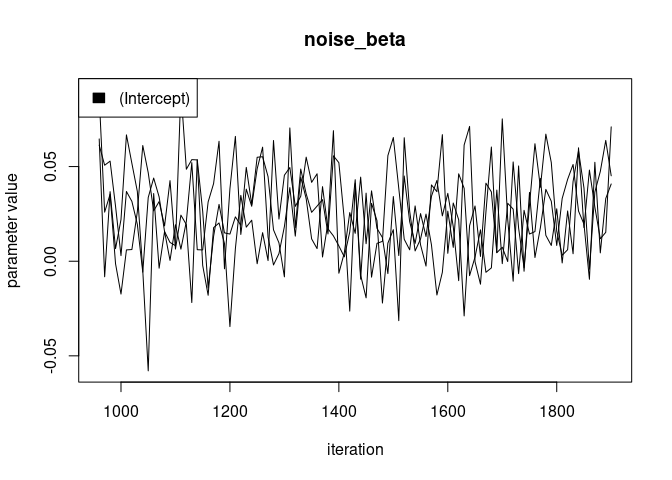 noise_beta
(Intercept)
parameter value
0.05
0.00
-0.05
1000 1200 1400 1600 1800
iteration